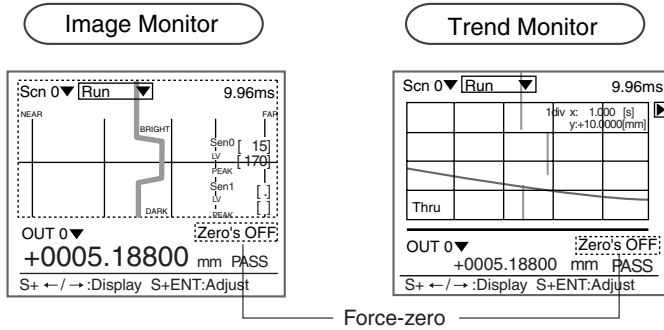 Image Monitor
Trend Monitor
Scn 0▼ Run ▼ 9.96ms
NEAR FAR
BRIGHT
Sen0 [ 15]
LV [ 170]
PEAK
Sen1 [ . ]
LV [ . ]
PEAK
DARK
OUT 0▼ Zero's OFF
+0005.18800 mm PASS
S+ ←/→ :Display S+ENT:Adjust
Scn 0▼ Run ▼ 9.96ms
1div x: 1.000 [s]
y:+10.0000[mm]
Thru
OUT 0▼ Zero's OFF
+0005.18800 mm PASS
S+ ←/→ :Display S+ENT:Adjust
Force-zero